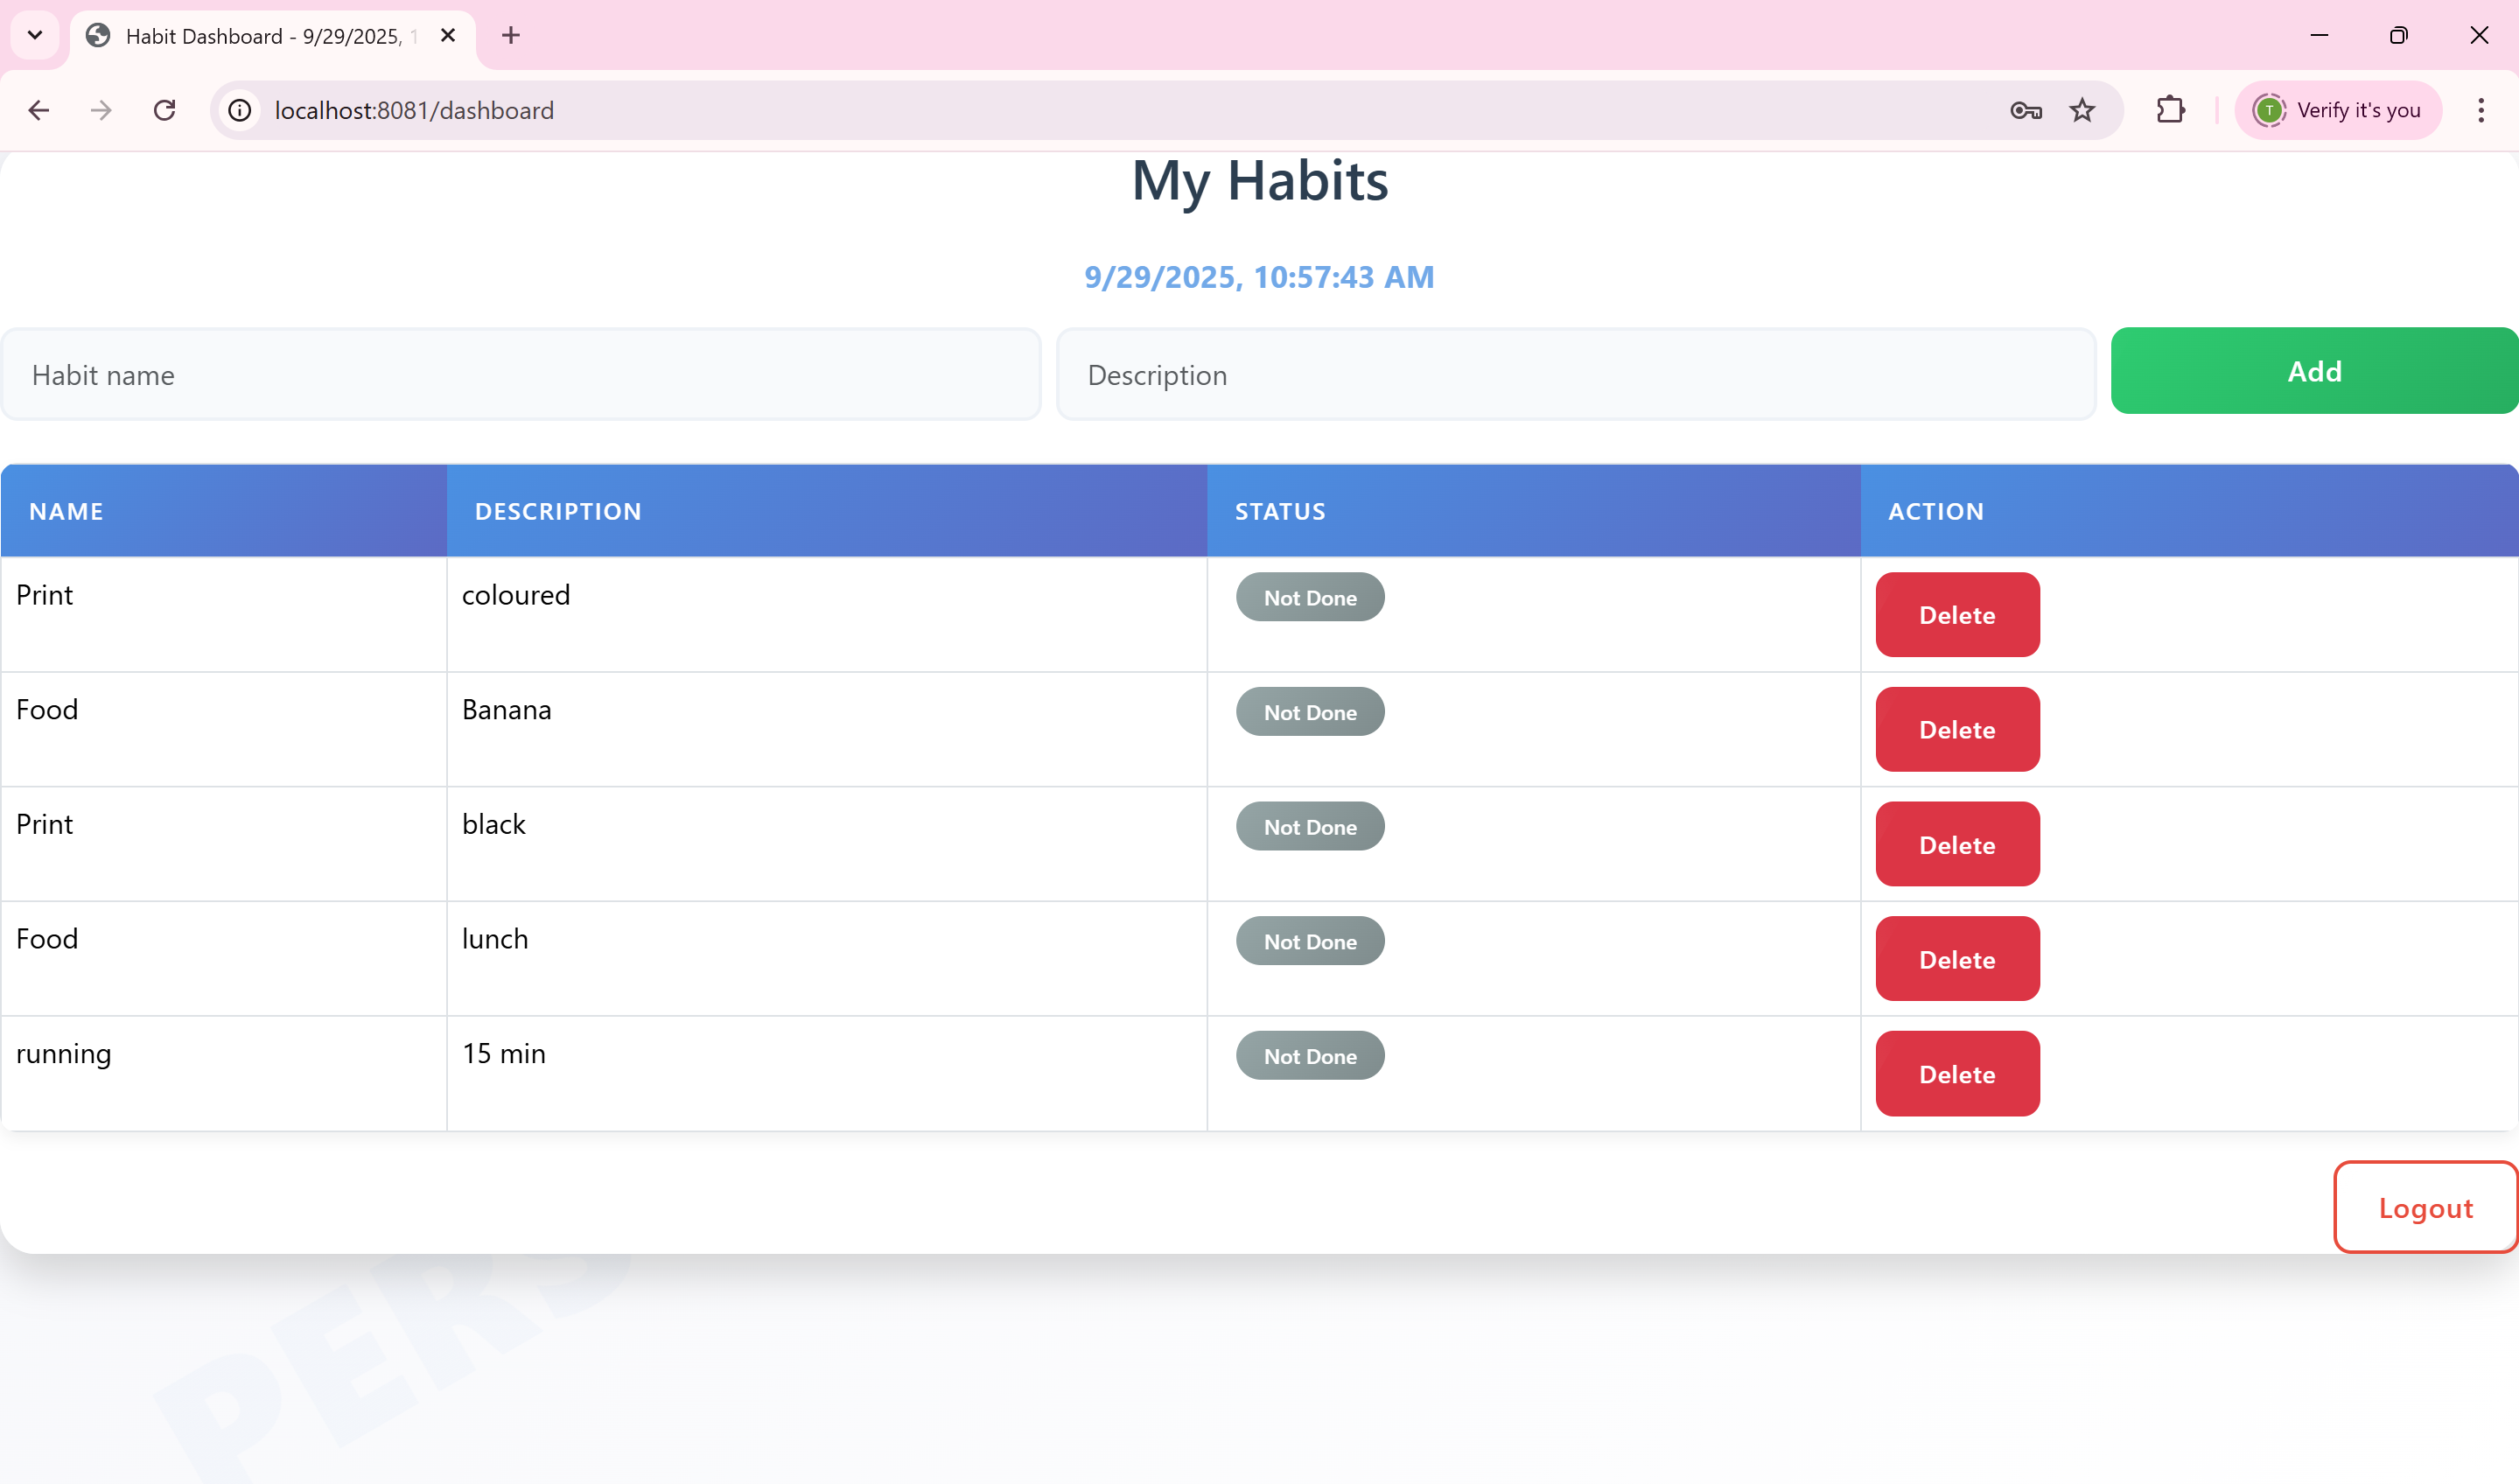 Habit Dashboard - 9/29/2025, 1
localhost:8081/dashboard
T Verify it's you
My Habits
9/29/2025, 10:57:43 AM
Habit name Description Add
NAME DESCRIPTION STATUS ACTION
Print coloured Not Done Delete
Food Banana Not Done Delete
Print black Not Done Delete
Food lunch Not Done Delete
running 15 min Not Done Delete
Logout
PERS